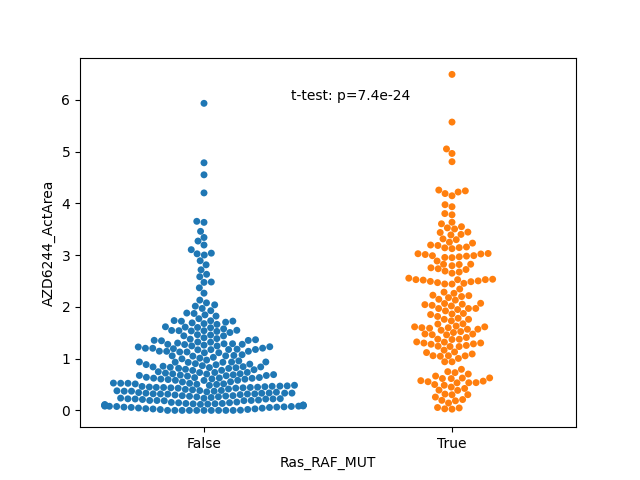 t-test: p=7.4e-24
6
5
4
3
2
1
0
AZD6244_ActArea
False
True
Ras_RAF_MUT